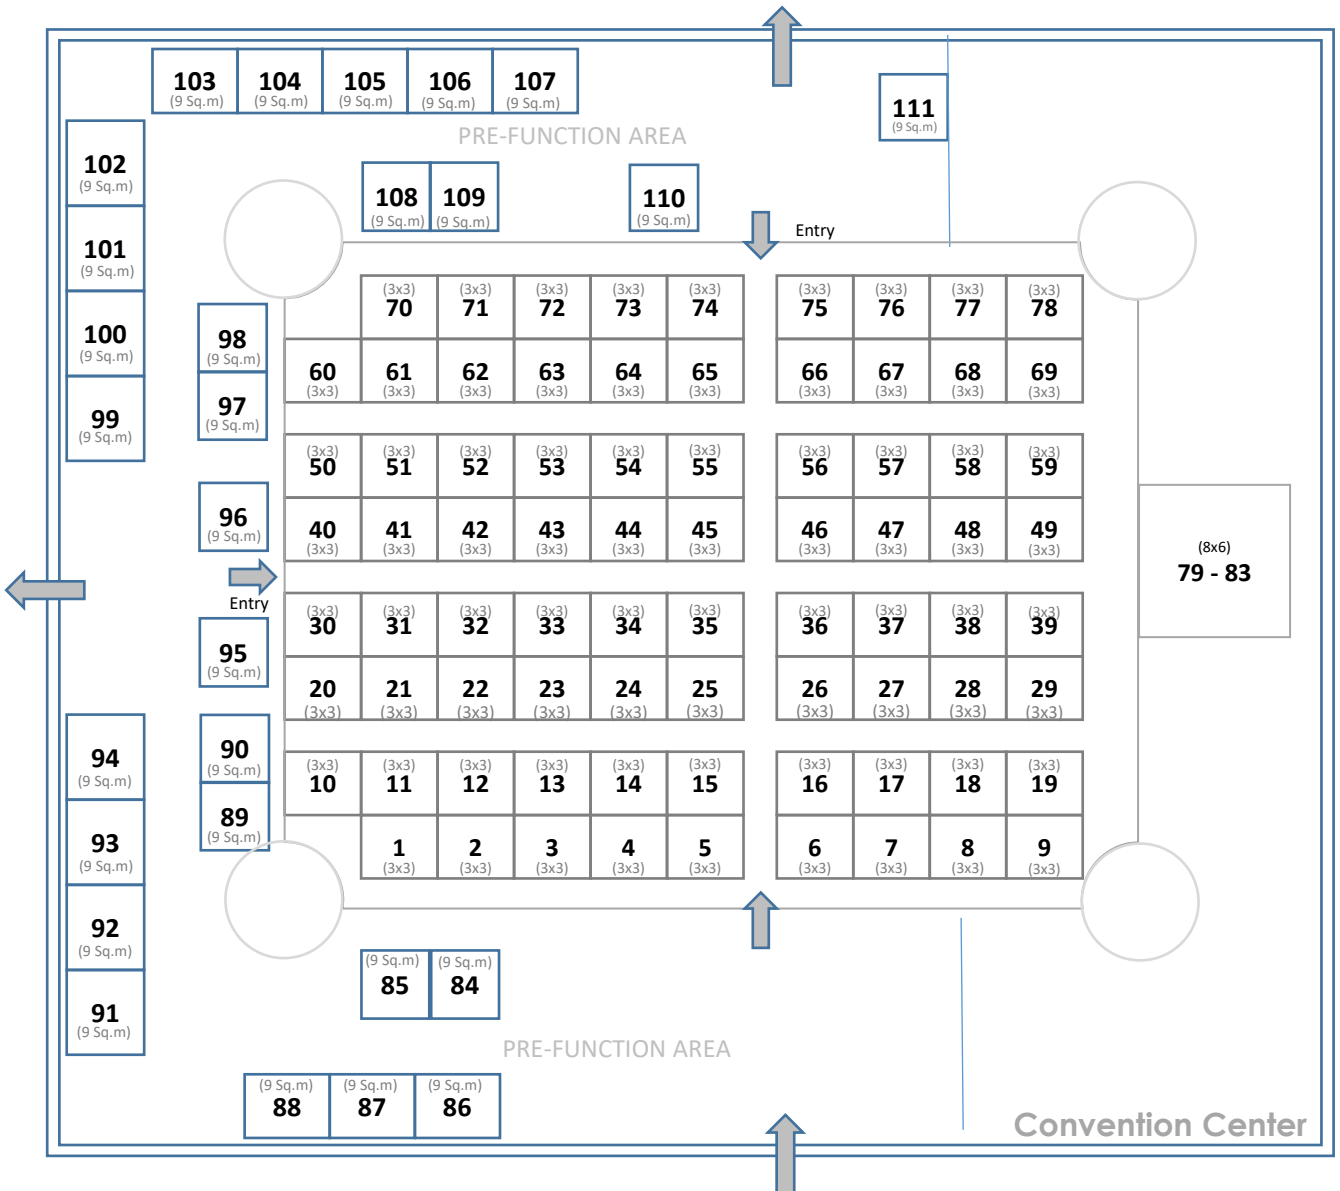 103 104 105 106 107
(9 Sq.m) (9 Sq.m) (9 Sq.m) (9 Sq.m) (9 Sq.m)
111
(9 Sq.m)
PRE-FUNCTION AREA
102
(9 Sq.m)
108 109 110
(9 Sq.m) (9 Sq.m) (9 Sq.m)
Entry
101
(9 Sq.m)
(3x3) (3x3) (3x3) (3x3) (3x3) (3x3) (3x3) (3x3) (3x3)
70 71 72 73 74 75 76 77 78
100
(9 Sq.m)
98
(9 Sq.m)
60 61 62 63 64 65 66 67 68 69
(3x3) (3x3) (3x3) (3x3) (3x3) (3x3) (3x3) (3x3) (3x3) (3x3)
97
(9 Sq.m)
99
(9 Sq.m)
(3x3) (3x3) (3x3) (3x3) (3x3) (3x3) (3x3) (3x3) (3x3) (3x3)
50 51 52 53 54 55 56 57 58 59
96
(9 Sq.m)
40 41 42 43 44 45 46 47 48 49
(3x3) (3x3) (3x3) (3x3) (3x3) (3x3) (3x3) (3x3) (3x3) (3x3)
(8x6)
79 - 83
Entry
(3x3) (3x3) (3x3) (3x3) (3x3) (3x3) (3x3) (3x3) (3x3) (3x3)
30 31 32 33 34 35 36 37 38 39
95
(9 Sq.m)
20 21 22 23 24 25 26 27 28 29
(3x3) (3x3) (3x3) (3x3) (3x3) (3x3) (3x3) (3x3) (3x3) (3x3)
94
(9 Sq.m)
90
(9 Sq.m)
(3x3) (3x3) (3x3) (3x3) (3x3) (3x3) (3x3) (3x3) (3x3) (3x3)
10 11 12 13 14 15 16 17 18 19
89
(9 Sq.m)
93
(9 Sq.m)
1 2 3 4 5 6 7 8 9
(3x3) (3x3) (3x3) (3x3) (3x3) (3x3) (3x3) (3x3) (3x3)
92
(9 Sq.m)
(9 Sq.m) (9 Sq.m)
85 84
91
(9 Sq.m)
PRE-FUNCTION AREA
(9 Sq.m) (9 Sq.m) (9 Sq.m)
88 87 86
Convention Center